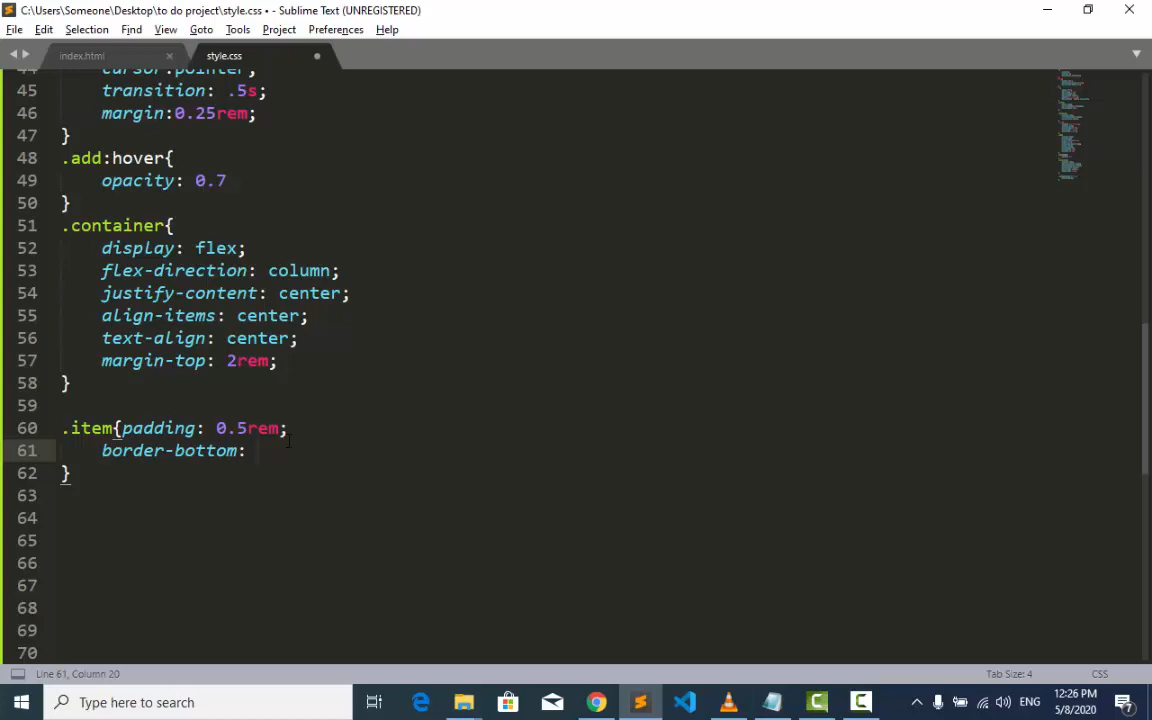 C:\Users\Someone\Desktop\to do project\style.css • - Sublime Text (UNREGISTERED)
File Edit Selection Find View Goto Tools Project Preferences Help
index.html style.css
44 cursor:pointer;
45 transition: .5s;
46 margin:0.25rem;
47 }
48 .add:hover{
49 opacity: 0.7
50 }
51 .container{
52 display: flex;
53 flex-direction: column;
54 justify-content: center;
55 align-items: center;
56 text-align: center;
57 margin-top: 2rem;
58 }
59
60 .item{padding: 0.5rem;
61 border-bottom:
62 }
63
64
65
66
67
68
69
70
Line 61, Column 20 Tab Size: 4 CSS
Type here to search
ENG
12:26 PM
5/8/2020
7